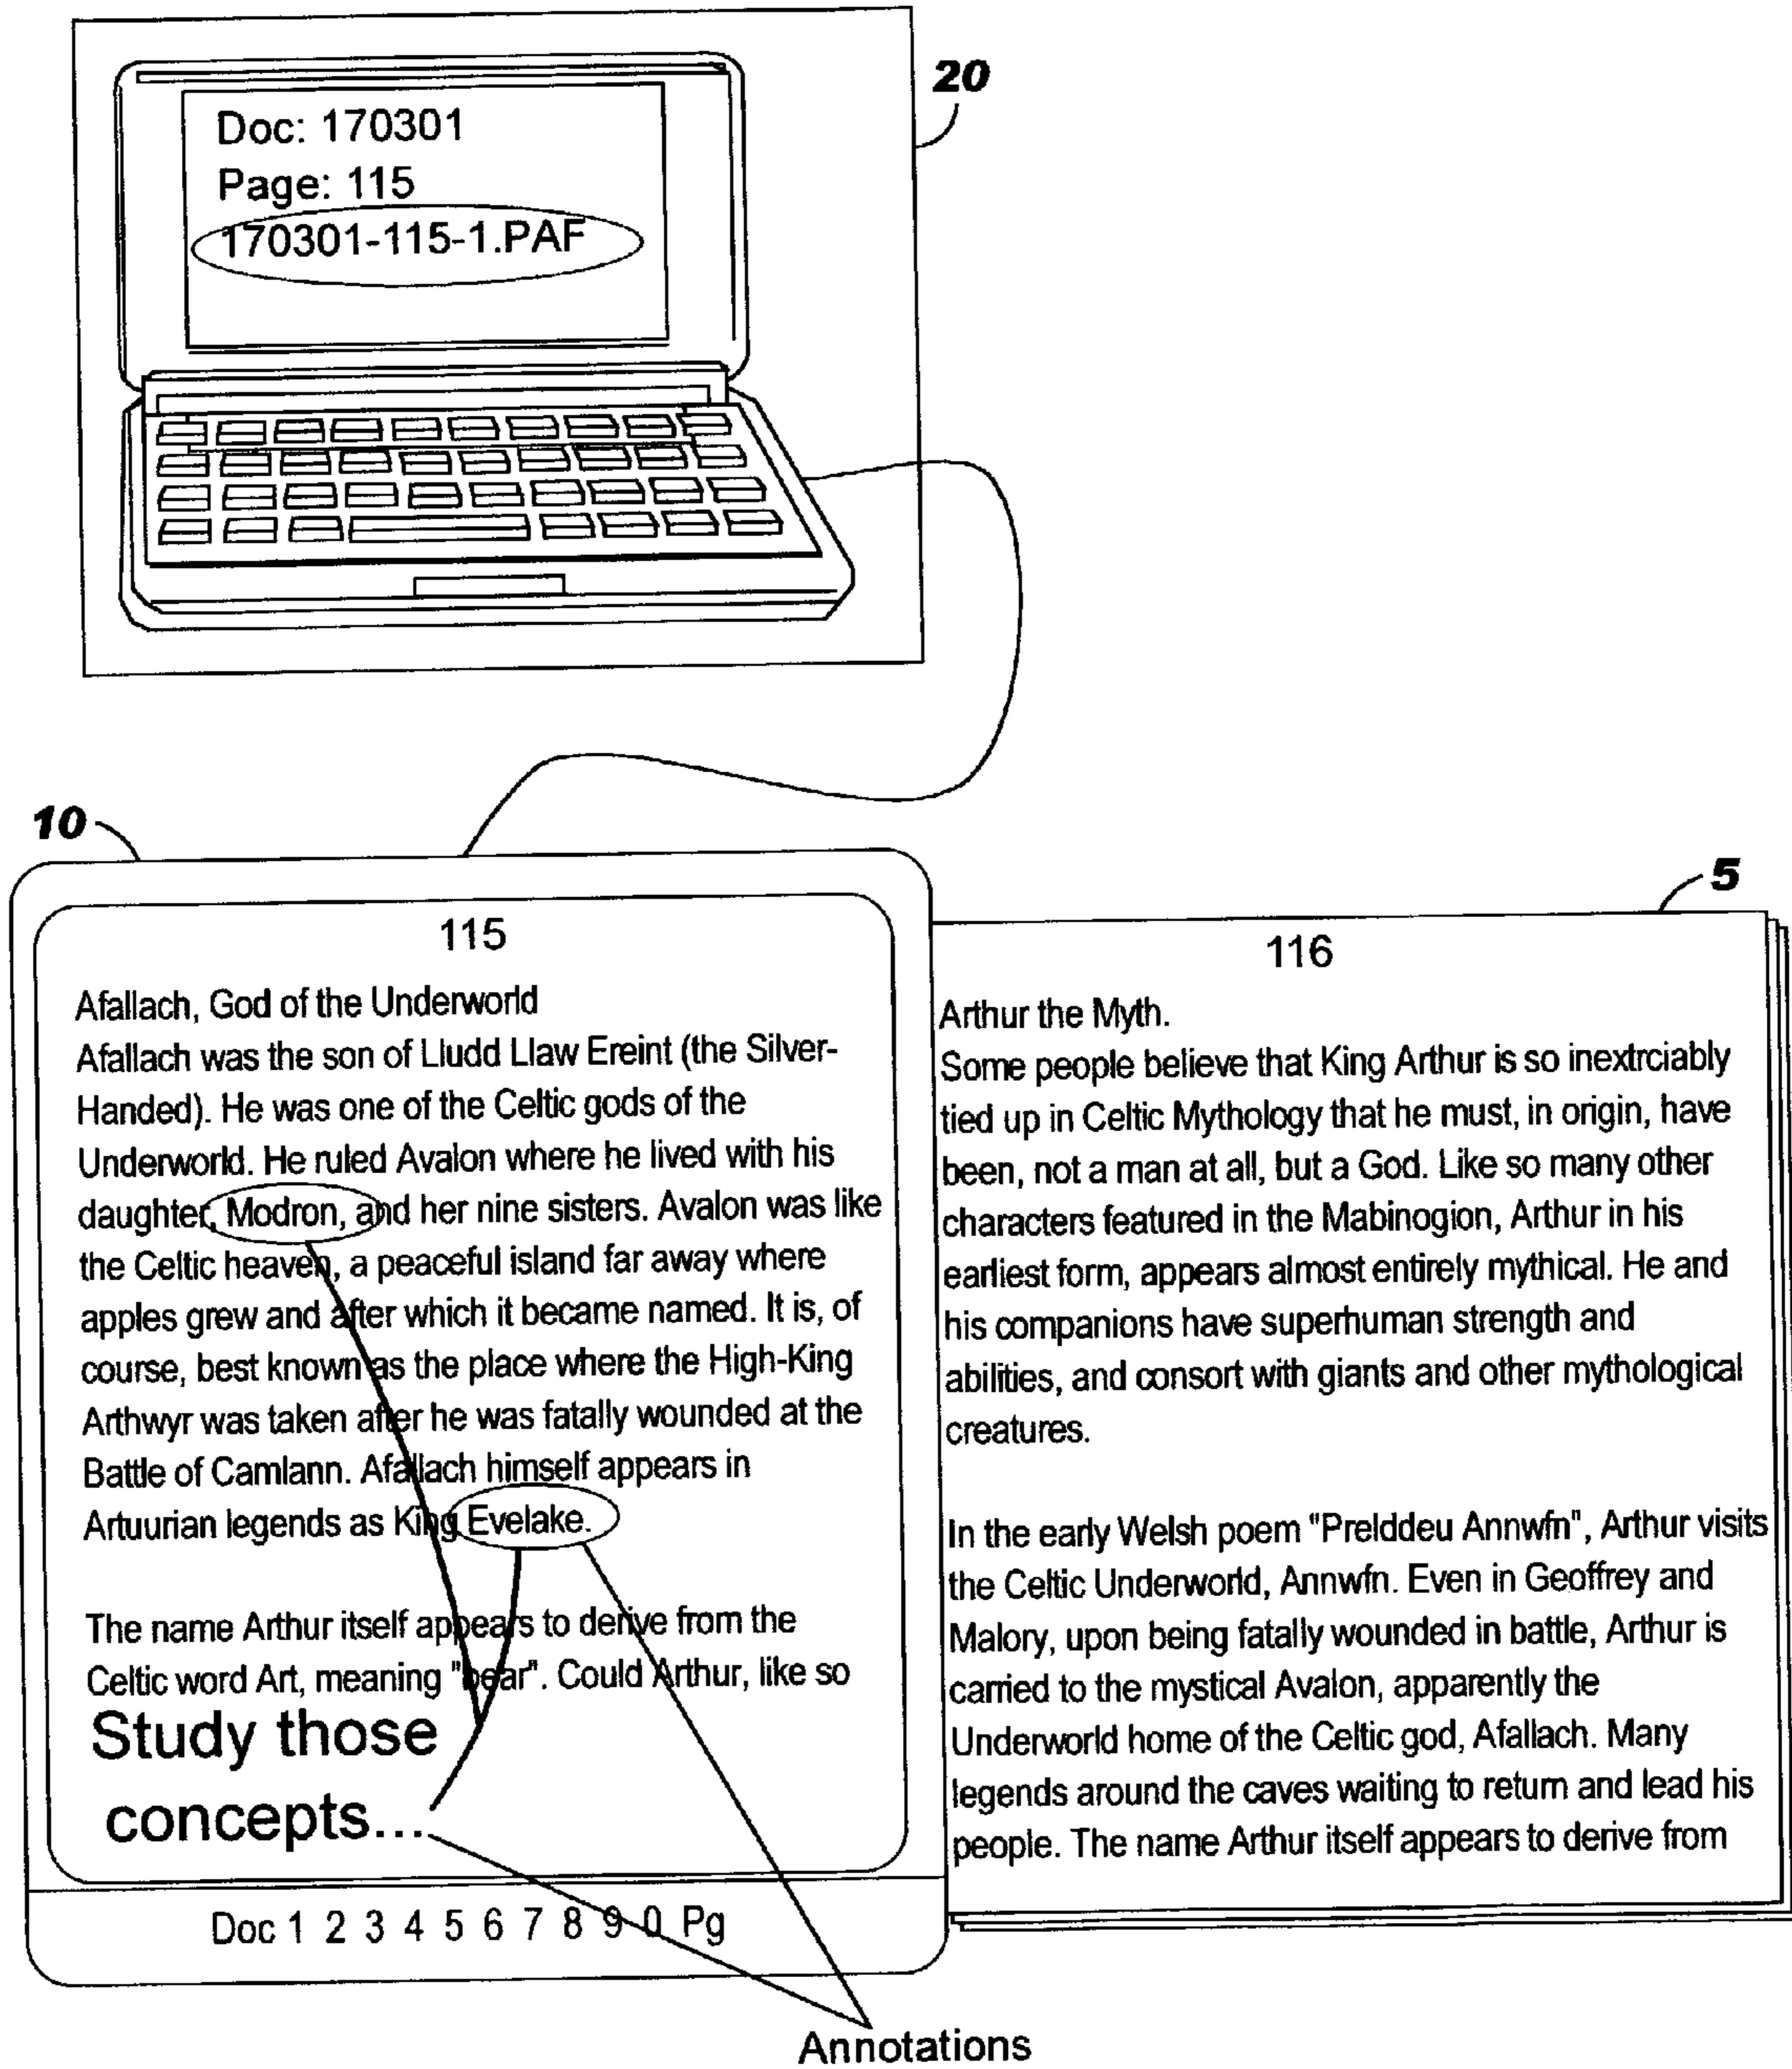 20
Doc: 170301
Page: 115
170301-115-1.PAF
10
115
Afallach, God of the Underworld
Afallach was the son of Lludd Llaw Ereint (the Silver-
Handed). He was one of the Celtic gods of the
Underworld. He ruled Avalon where he lived with his
daughter, Modron, and her nine sisters. Avalon was like
the Celtic heaven, a peaceful island far away where
apples grew and after which it became named. It is, of
course, best known as the place where the High-King
Arthwyr was taken after he was fatally wounded at the
Battle of Camlann. Afallach himself appears in
Artuurian legends as King Evelake.
The name Arthur itself appears to derive from the
Celtic word Art, meaning "bear". Could Arthur, like so
Study those
concepts...
Doc 1 2 3 4 5 6 7 8 9 0 Pg
5
116
Arthur the Myth.
Some people believe that King Arthur is so inextrciably
tied up in Celtic Mythology that he must, in origin, have
been, not a man at all, but a God. Like so many other
characters featured in the Mabinogion, Arthur in his
earliest form, appears almost entirely mythical. He and
his companions have superhuman strength and
abilities, and consort with giants and other mythological
creatures.
In the early Welsh poem "Prelddeu Annwfn", Arthur visits
the Celtic Underworld, Annwfn. Even in Geoffrey and
Malory, upon being fatally wounded in battle, Arthur is
carried to the mystical Avalon, apparently the
Underworld home of the Celtic god, Afallach. Many
legends around the caves waiting to return and lead his
people. The name Arthur itself appears to derive from
Annotations